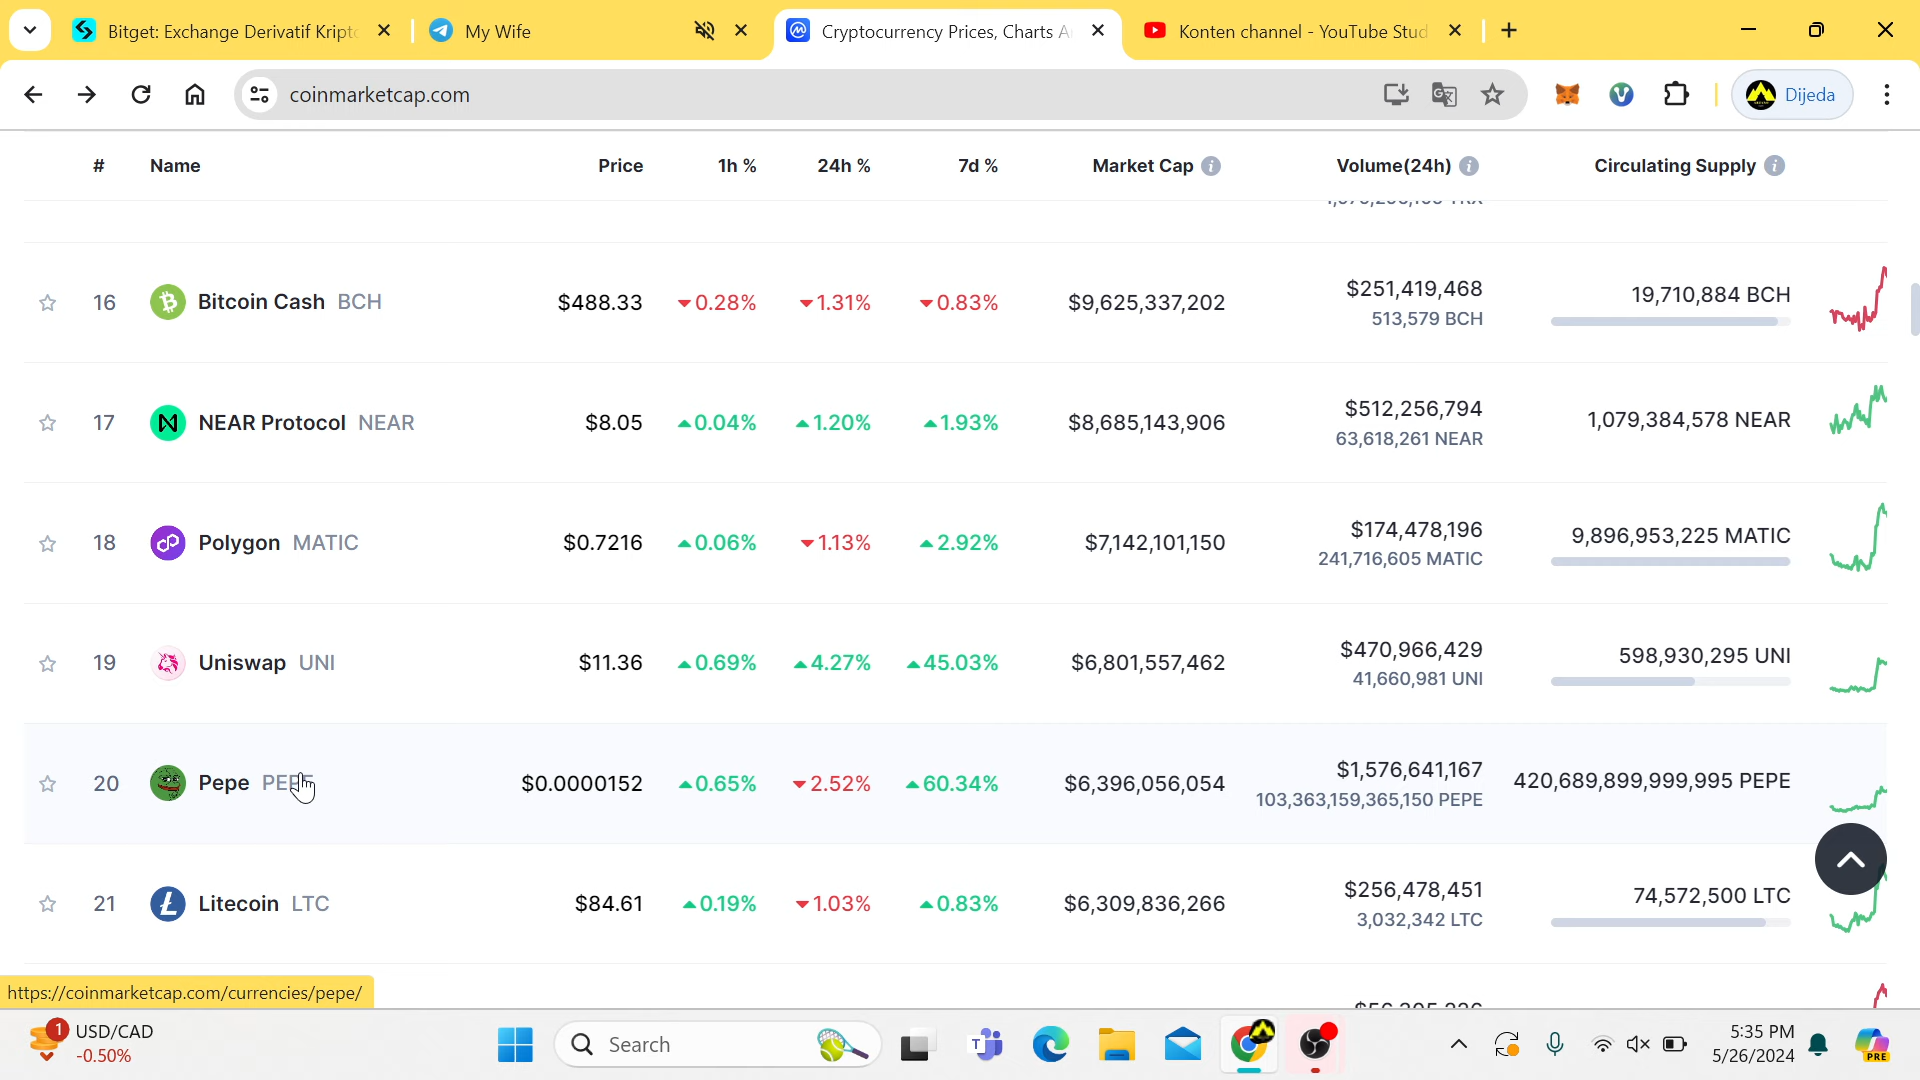 Bitget: Exchange Derivatif Kripto
My Wife
Cryptocurrency Prices, Charts A
Konten channel - YouTube Stud
coinmarketcap.com
Dijeda
# Name Price 1h % 24h % 7d % Market Cap Volume(24h) Circulating Supply
16 Bitcoin Cash BCH $488.33 0.28% 1.31% 0.83% $9,625,337,202 $251,419,468 19,710,884 BCH
513,579 BCH
17 NEAR Protocol NEAR $8.05 0.04% 1.20% 1.93% $8,685,143,906 $512,256,794 1,079,384,578 NEAR
63,618,261 NEAR
18 Polygon MATIC $0.7216 0.06% 1.13% 2.92% $7,142,101,150 $174,478,196 9,896,953,225 MATIC
241,716,605 MATIC
19 Uniswap UNI $11.36 0.69% 4.27% 45.03% $6,801,557,462 $470,966,429 598,930,295 UNI
41,660,981 UNI
20 Pepe PEPE $0.0000152 0.65% 2.52% 60.34% $6,396,056,054 $1,576,641,167 420,689,899,999,995 PEPE
103,363,159,365,150 PEPE
21 Litecoin LTC $84.61 0.19% 1.03% 0.83% $6,309,836,266 $256,478,451 74,572,500 LTC
3,032,342 LTC
https://coinmarketcap.com/currencies/pepe/
1 USD/CAD
-0.50%
Search
5:35 PM
5/26/2024
PRE